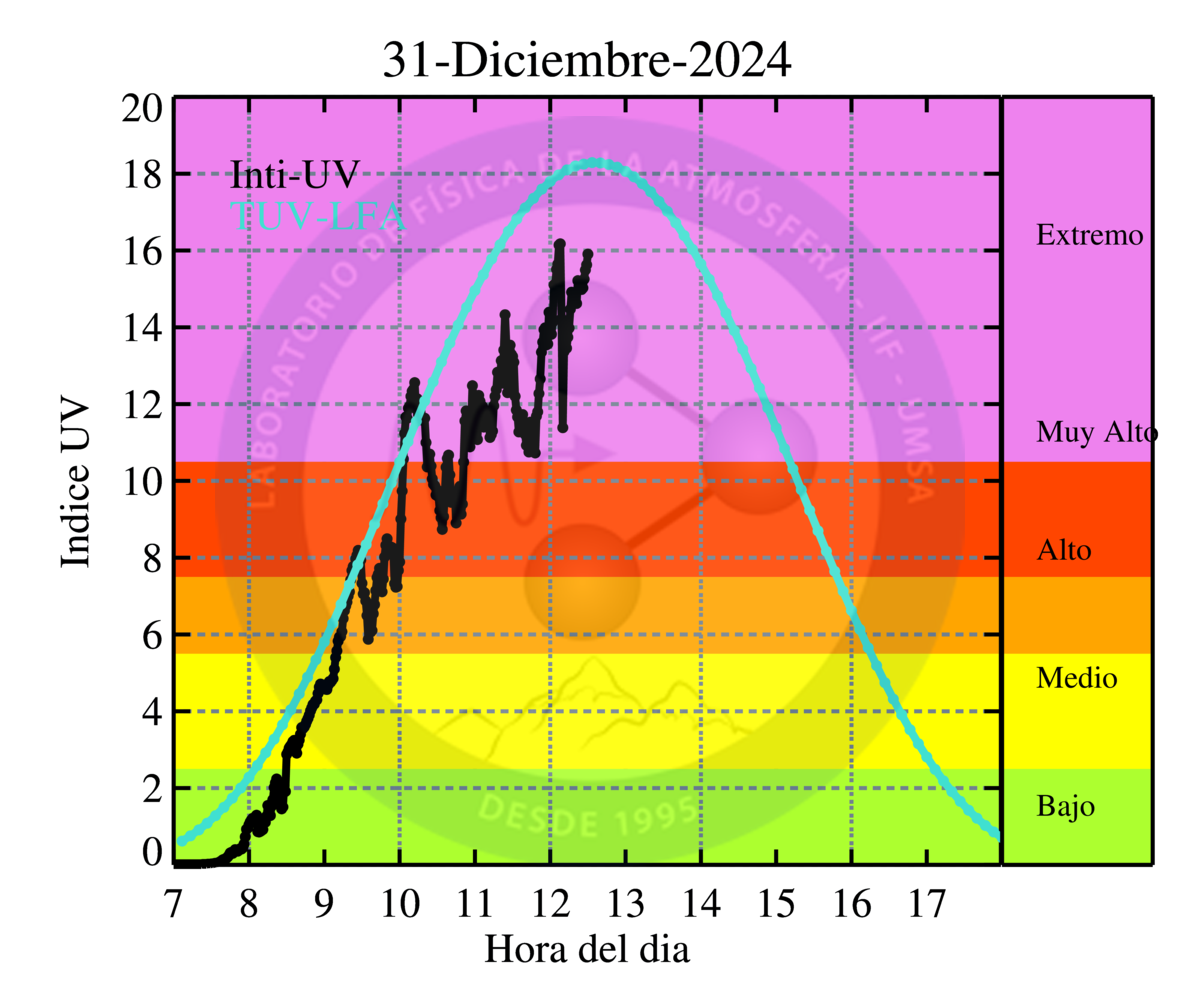 31-Diciembre-2024
Inti-UV
TUV-LFA
LABORATORIO DE FÍSICA DE LA ATMÓSFERA - IIF - UMSA
DESDE 1995
Indice UV
20
18
16
14
12
10
8
6
4
2
0
Extremo
Muy Alto
Alto
Medio
Bajo
7 8 9 10 11 12 13 14 15 16 17
Hora del dia